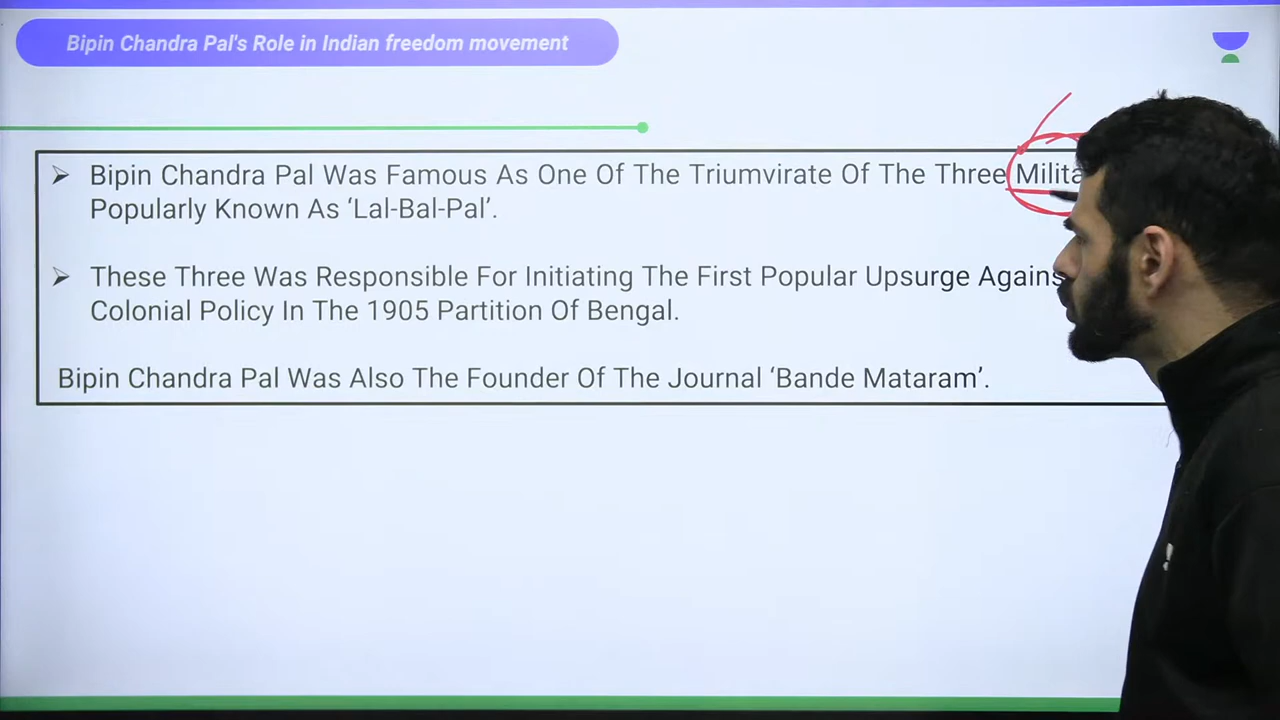 Bipin Chandra Pal's Role in Indian freedom movement
Bipin Chandra Pal Was Famous As One Of The Triumvirate Of The Three
Popularly Known As ‘Lal-Bal-Pal’.
These Three Was Responsible For Initiating The First Popular Upsurge
Colonial Policy In The 1905 Partition Of Bengal.
Bipin Chandra Pal Was Also The Founder Of The Journal ‘Bande Mataram’.